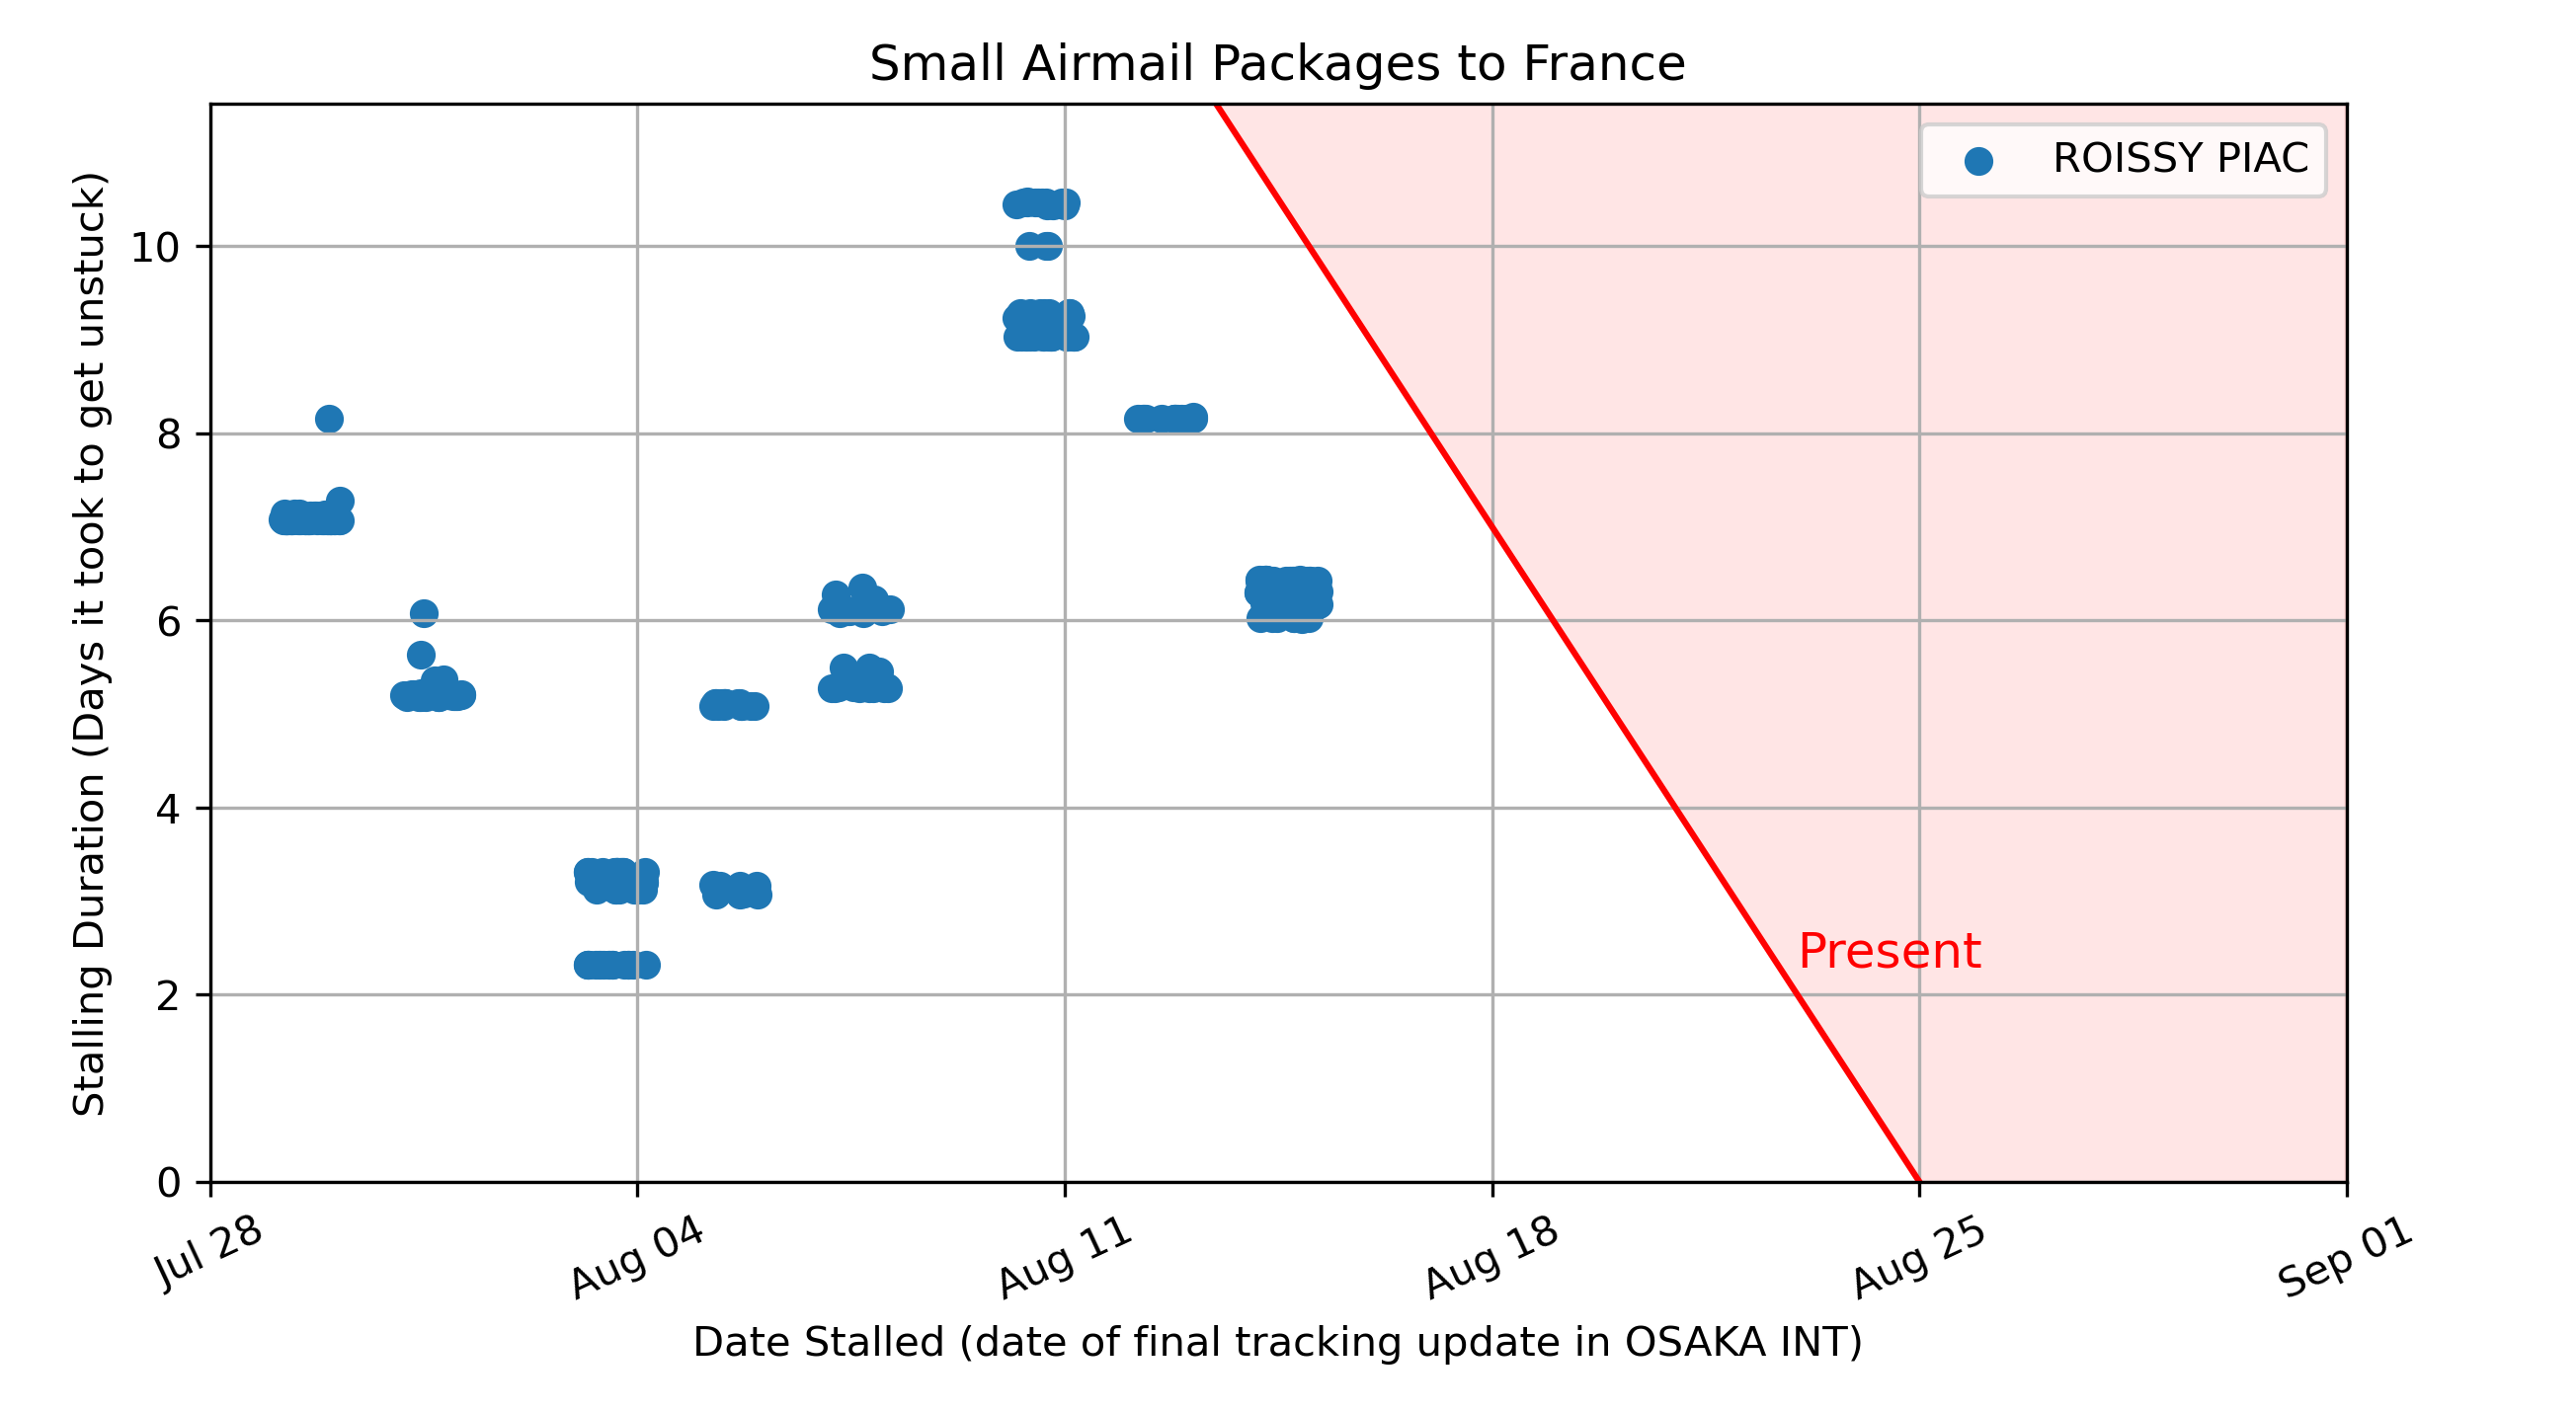 Small Airmail Packages to France
ROISSY PIAC
Stalling Duration (Days it took to get unstuck)
10
8
6
4
2
0
Present
Jul 28
Aug 04
Aug 11
Aug 18
Aug 25
Sep 01
Date Stalled (date of final tracking update in OSAKA INT)